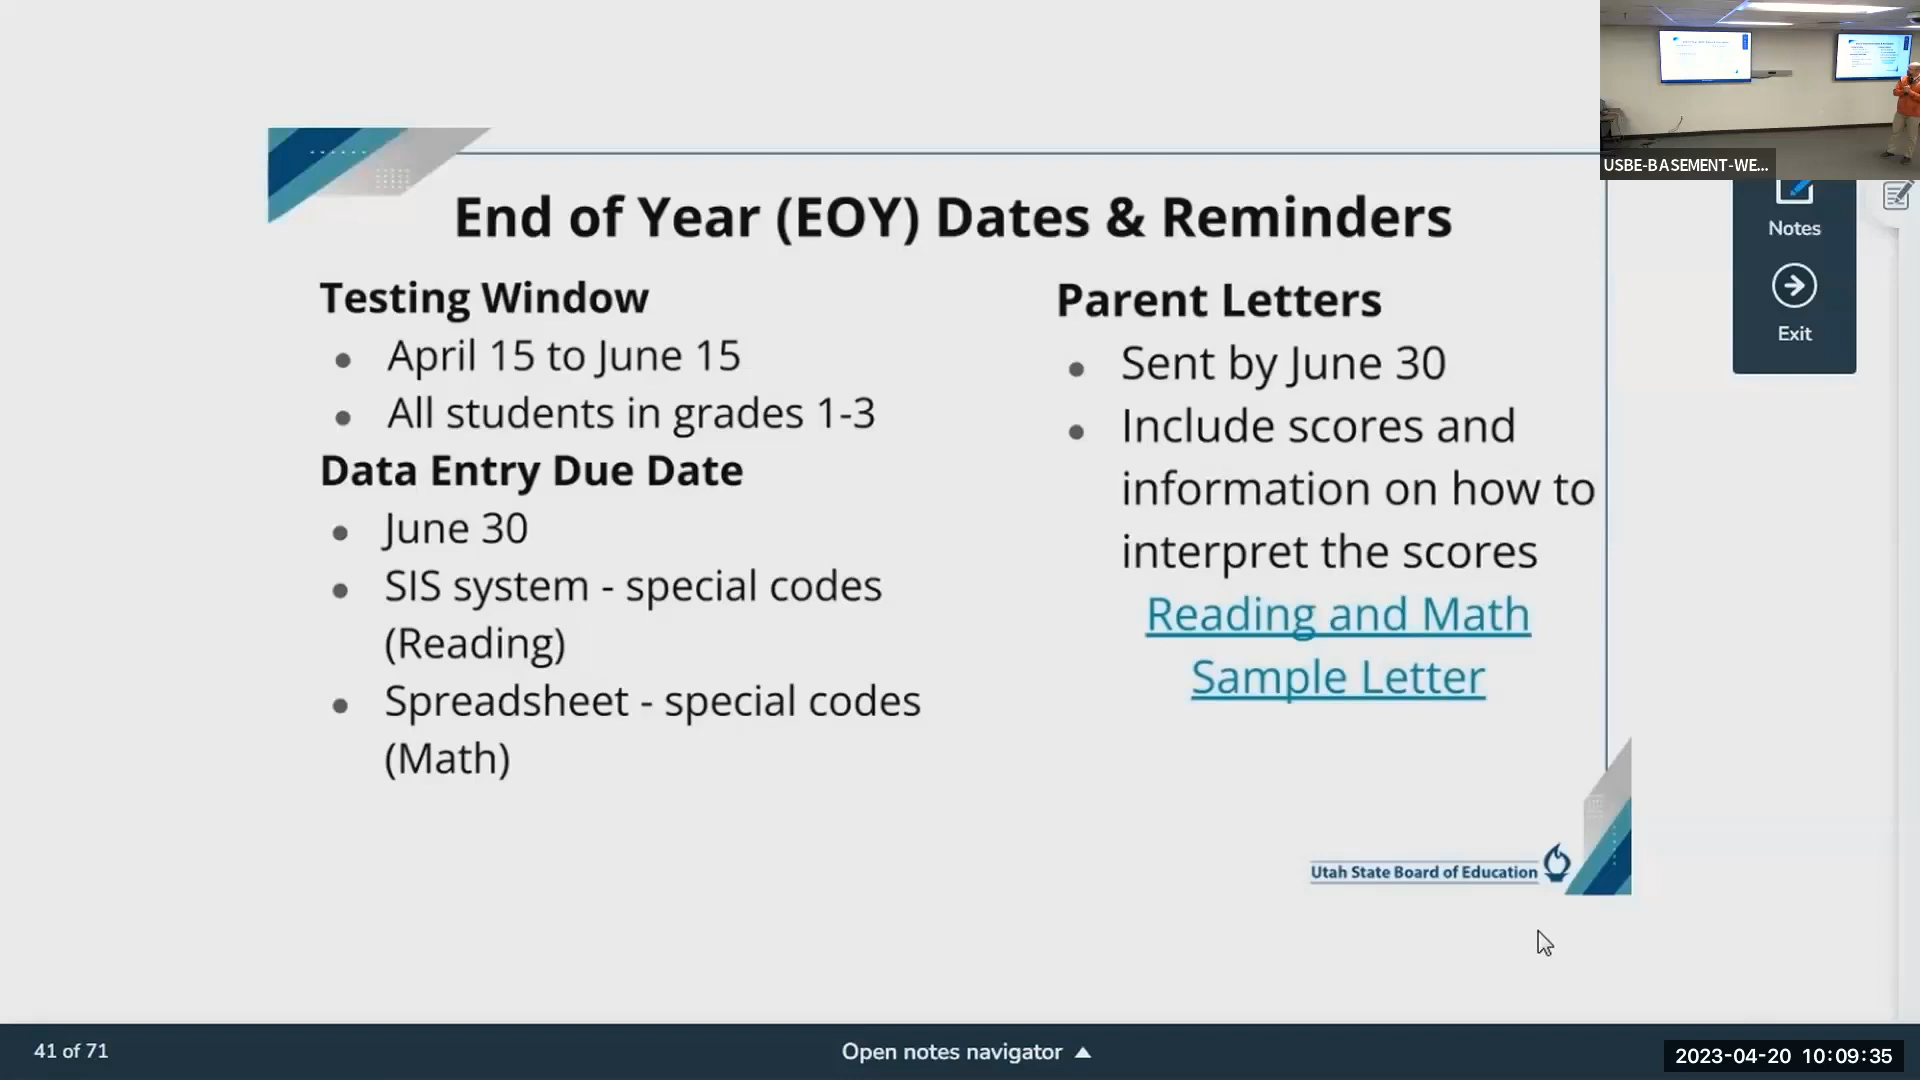 End of Year (EOY) Dates & Reminders
Testing Window
April 15 to June 15
All students in grades 1-3
Data Entry Due Date
June 30
SIS system - special codes
(Reading)
Spreadsheet - special codes
(Math)
Parent Letters
Sent by June 30
Include scores and
information on how to
interpret the scores
Reading and Math
Sample Letter
Utah State Board of Education
USBE-BASEMENT-WE...
Notes
Exit
41 of 71
Open notes navigator
2023-04-20 10:09:35